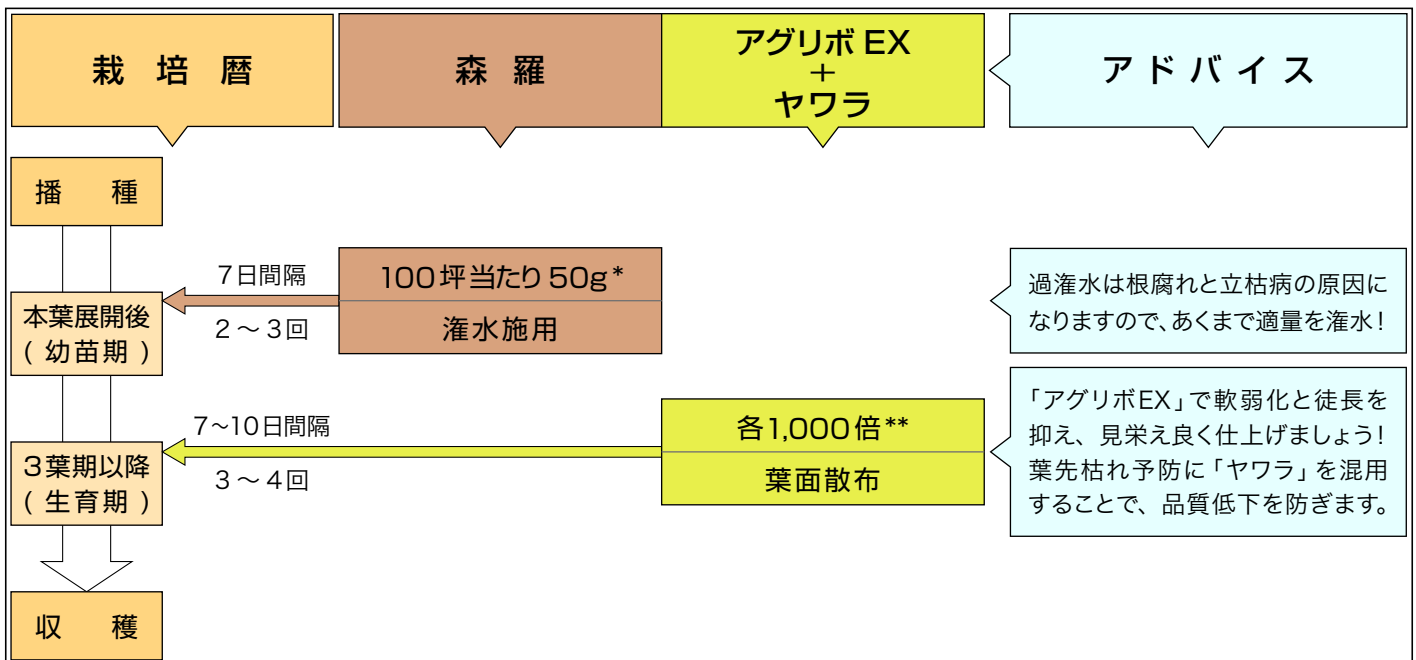 栽培暦
森羅
アグリボ EX
+
ヤワラ
アドバイス
播種
7日間隔
2～3回
100坪当たり50g*
潅水施用
過潅水は根腐れと立枯病の原因に
なりますので、あくまで適量を潅水！
本葉展開後
(幼苗期)
7～10日間隔
3～4回
各1,000倍**
葉面散布
「アグリボEX」で軟弱化と徒長を
抑え、見栄え良く仕上げましょう！
葉先枯れ予防に「ヤワラ」を混用
することで、品質低下を防ぎます。
3葉期以降
(生育期)
収穫